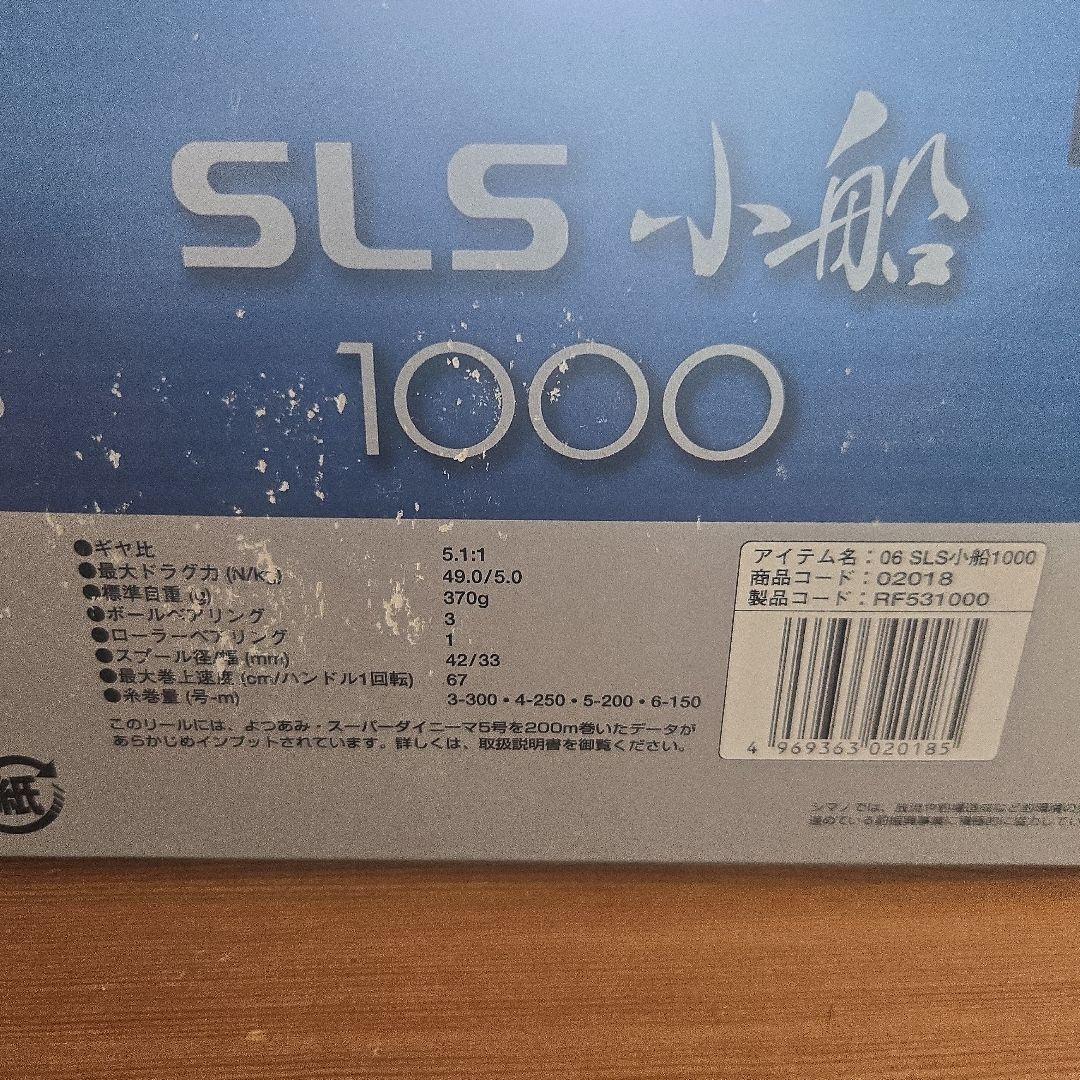 SLS 小船
1000
●ギヤ比 5.1:1
●最大ドラグ力 (N/kg) 49.0/5.0
●標準自重 (g) 370g
●ボールベアリング 3
●ローラーベアリング 1
●スプール径/幅 (mm) 42/33
●最大巻上速度 (cm/ハンドル1回転) 67
●糸巻量 (号-m) 3-300・4-250・5-200・6-150
このリールには、よつあみ・スーパーダイニーマ5号を200m巻いたデータが
あらかじめインプットされています。詳しくは、取扱説明書を御覧ください。
アイテム名：06 SLS小船1000
商品コード：02018
製品コード：RF531000
4 969363 020185
紙